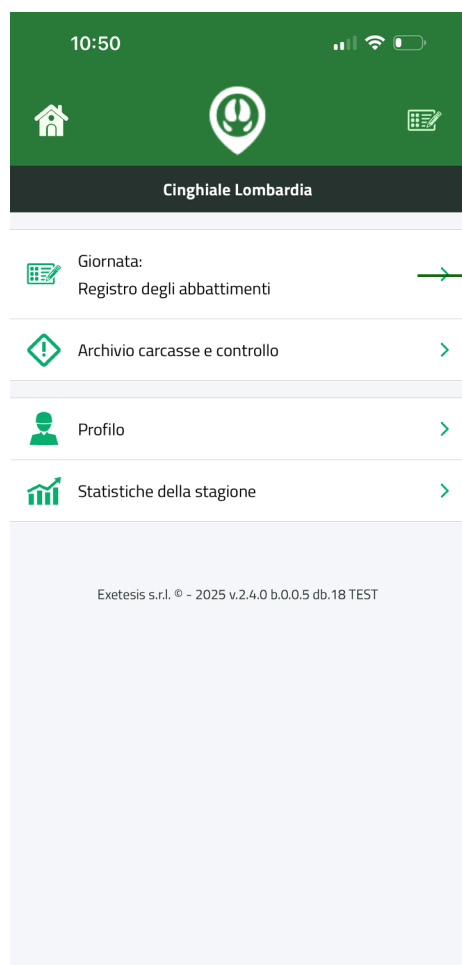 10:50
Cinghiale Lombardia
Giornata:
Registro degli abbattimenti
Archivio carcasse e controllo
Profilo
Statistiche della stagione
Exetesis s.r.l. © - 2025 v.2.4.0 b.0.0.5 db.18 TEST